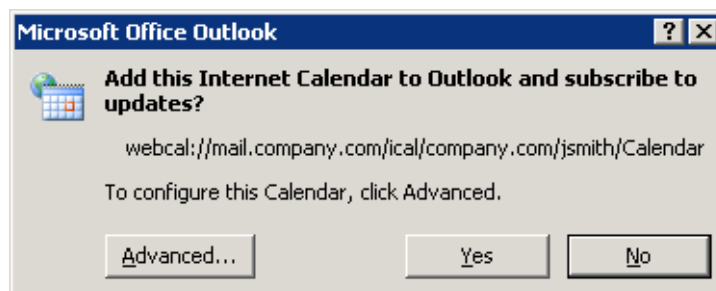 Microsoft Office Outlook
Add this Internet Calendar to Outlook and subscribe to
updates?
webcal://mail.company.com/ical/company.com/jsmith/Calendar
To configure this Calendar, click Advanced.
Advanced... Yes No